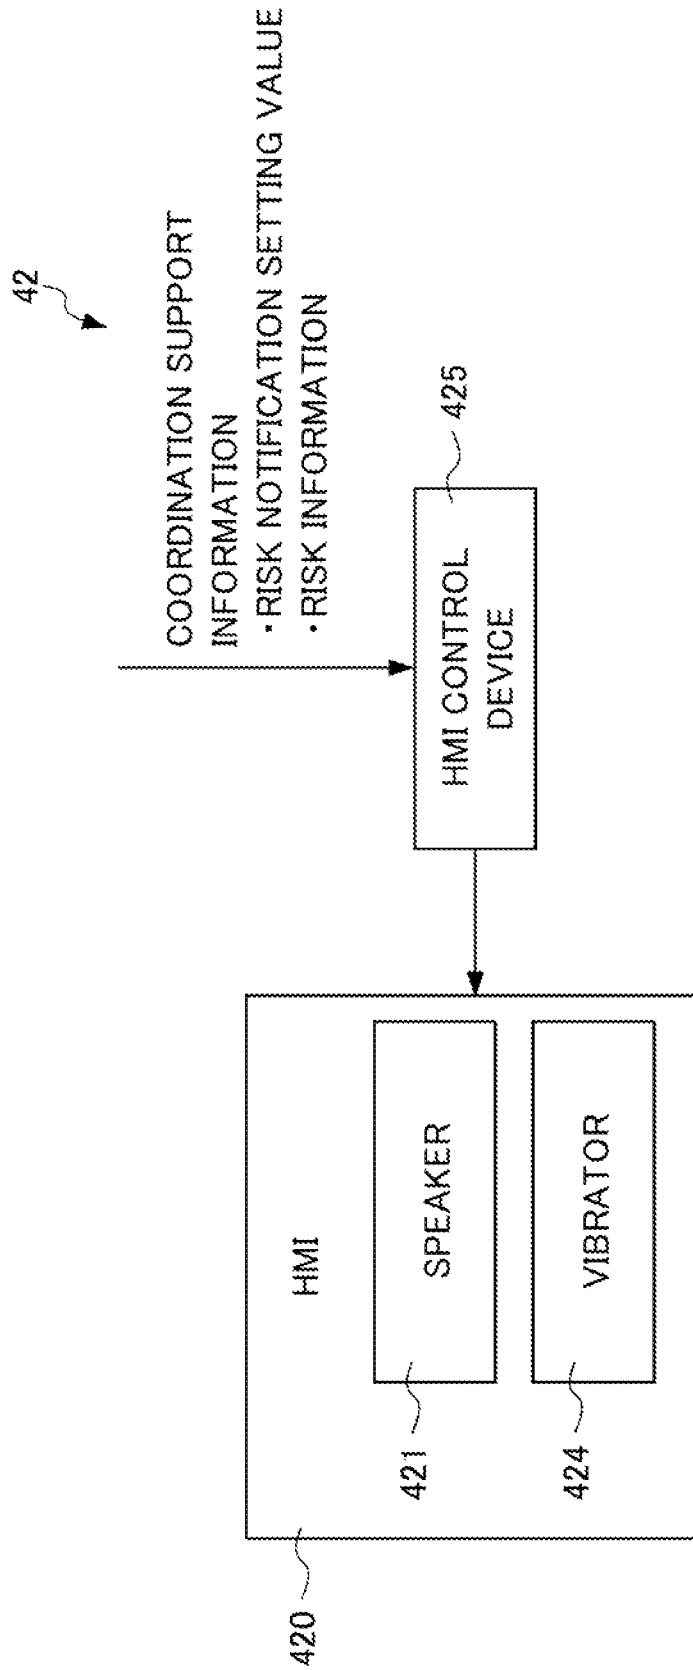 42
COORDINATION SUPPORT
INFORMATION
・RISK NOTIFICATION SETTING VALUE
・RISK INFORMATION
HMI CONTROL
DEVICE
425
HMI
SPEAKER
VIBRATOR
421
424
420